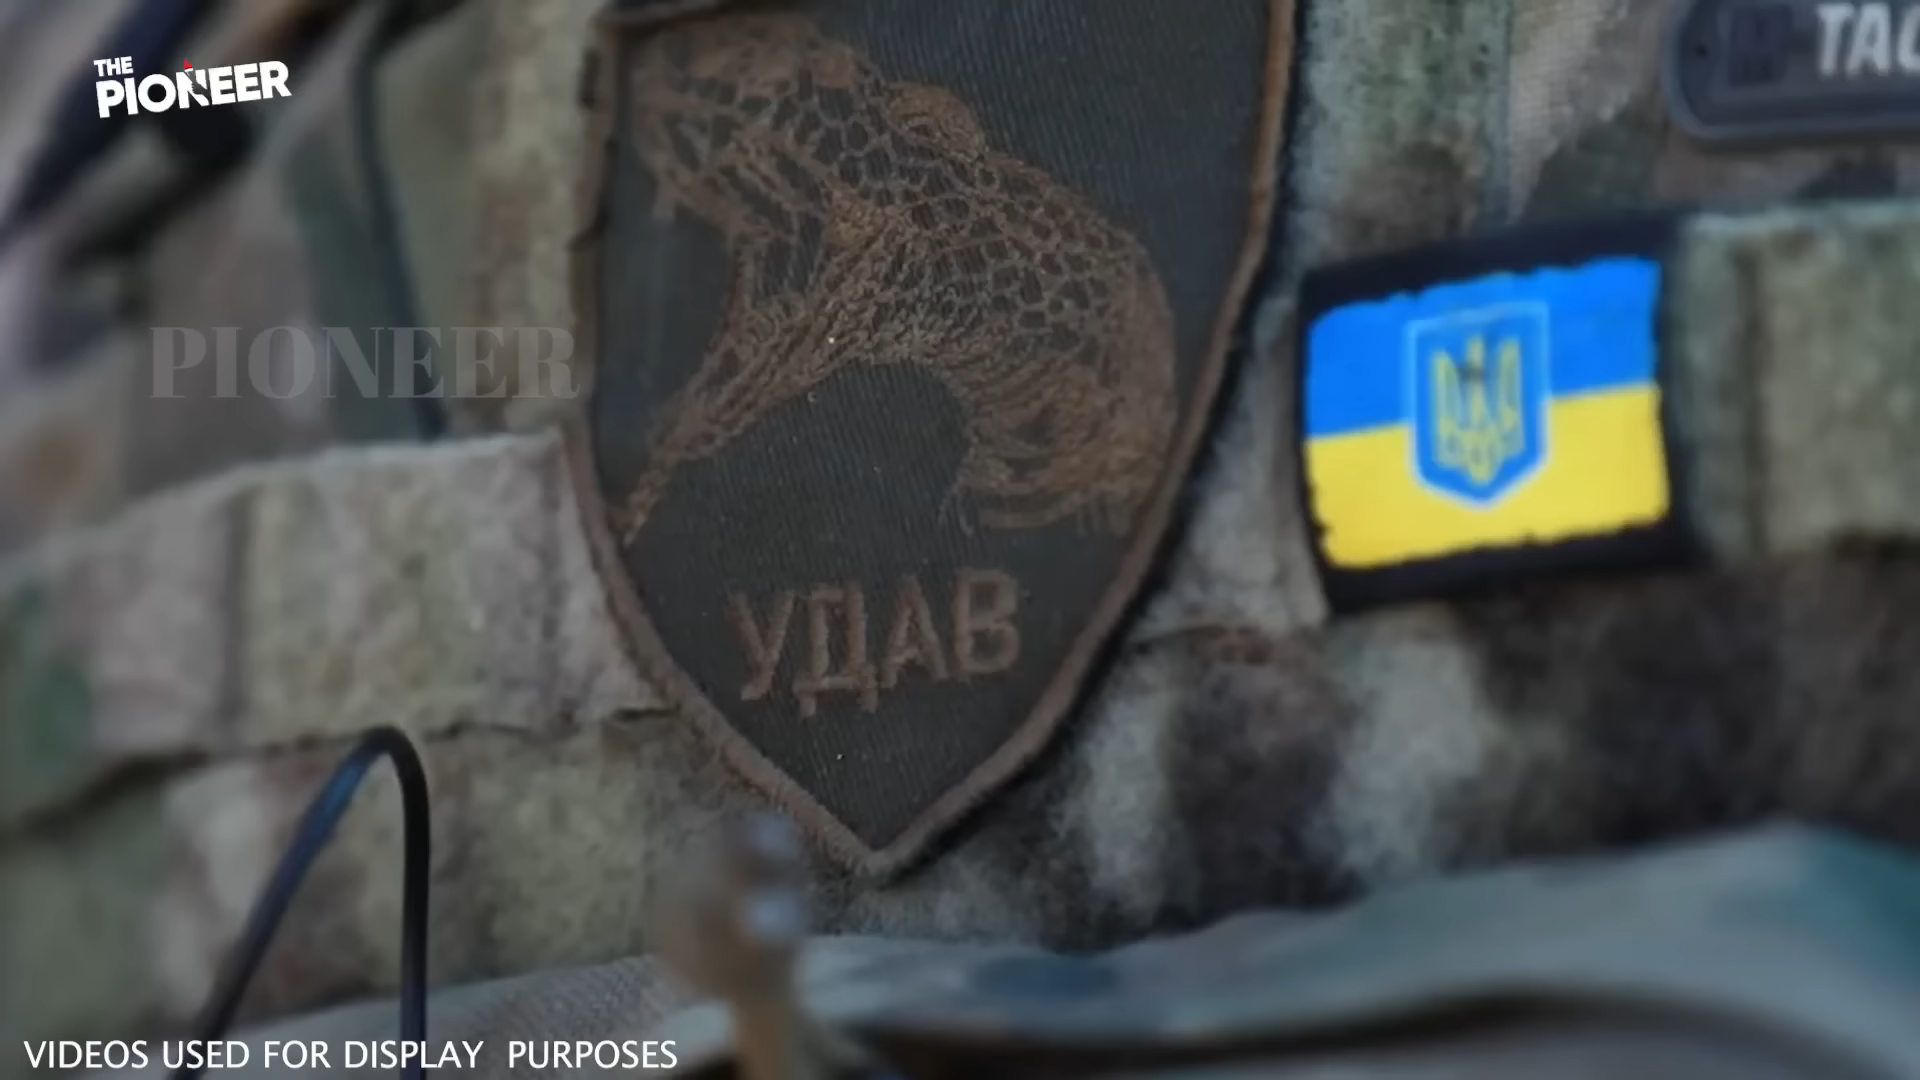 THE
PIONEER
TAC
PIONEER
УДАВ
VIDEOS USED FOR DISPLAY PURPOSES